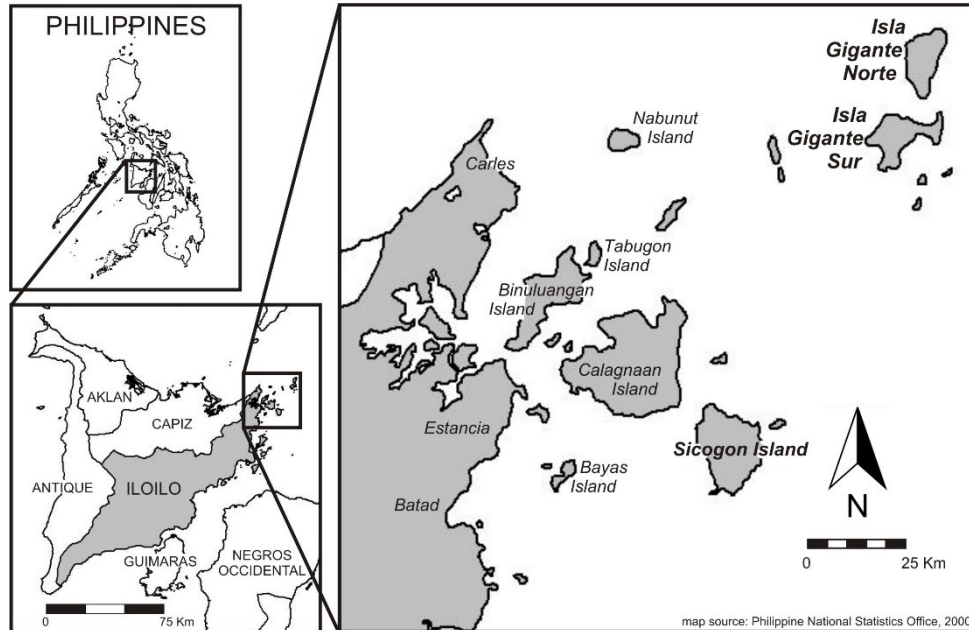 PHILIPPINES
AKLAN
CAPIZ
ANTIQUE
ILOILO
GUIMARAS
NEGROS
OCCIDENTAL
0
75 Km
Isla
Gigante
Norte
Isla
Gigante
Sur
Nabunut
Island
Carles
Tabugon
Island
Binuluangan
Island
Calagnaan
Island
Estancia
Sicogon Island
Bayas
Island
Batad
N
0
25 Km
map source: Philippine National Statistics Office, 2000